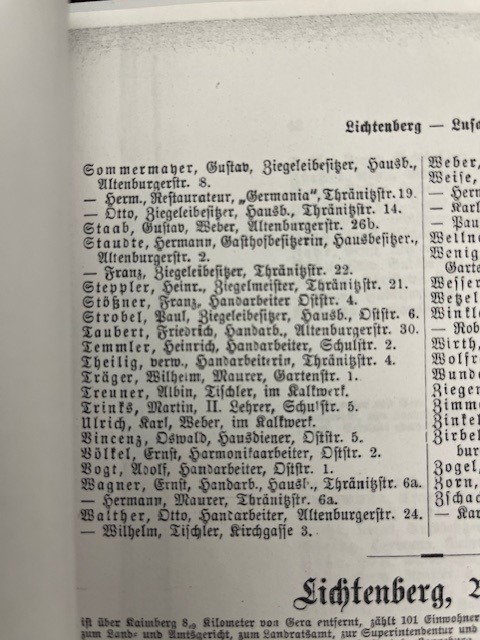 Lichtenberg — Lusa
Sommermayer, Gustav, Ziegeleibesitzer, Hausb.,
Altenburgerstr. 8.
— Herm., Restaurateur, „Germania“, Thränitzstr. 19.
— Otto, Ziegeleibesitzer, Hausb., Thränitzstr. 14.
Staab, Gustav, Weber, Altenburgerstr. 26b.
Staudte, Hermann, Gasthofbesitzerin, Hausbesitzer.,
Altenburgerstr. 2.
— Franz, Ziegeleibesitzer, Thränitzstr. 22.
Steppler, Heinr., Ziegelmeister, Thränitzstr. 21.
Stößner, Franz, Handarbeiter Oststr. 4.
Strobel, Paul, Ziegeleibesitzer, Hausb., Oststr. 6.
Taubert, Friedrich, Handarb., Altenburgerstr. 30.
Temmler, Heinrich, Handarbeiter, Schulstr. 2.
Theilig, verw., Handarbeiterin, Thränitzstr. 4.
Träger, Wilhelm, Maurer, Gartenstr. 1.
Treuner, Albin, Tischler, im Kalkwerk.
Trinks, Martin, II. Lehrer, Schulstr. 5.
Ulrich, Karl, Weber, im Kalkwerk.
Vincenz, Oswald, Hausdiener, Oststr. 5.
Völkel, Ernst, Harmonikaarbeiter, Oststr. 2.
Vogt, Adolf, Handarbeiter, Oststr. 1.
Wagner, Ernst, Handarb., Hausb., Thränitzstr. 6a.
— Hermann, Maurer, Thränitzstr. 6a.
Walther, Otto, Handarbeiter, Altenburgerstr. 24.
— Wilhelm, Tischler, Kirchgasse 3.
Weber,
Weise,
— Herm
— Karl
— Pau
Wellne
Wenig
Garte
Wesser
Wetzel
Winkl
— Rob
Wirth,
Wolfr
Wund
Zieger
Zimm
Zinkel
Zirbel
bur
Zogel,
Zorn,
Zschac
— Kar
Lichtenberg,
ist über Kaimberg 8,9 Kilometer von Gera entfernt, zählt 101 Einwohner
zum Land- und Amtsgericht, zum Landratsamt, zur Superintendentur und